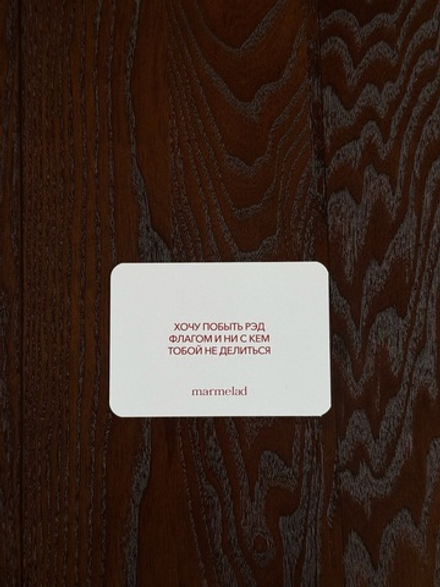 ХОЧУ ПОБЫТЬ РЭД
ФЛАГОМ И НИ С КЕМ
ТОБОЙ НЕ ДЕЛИТЬСЯ
marmelad